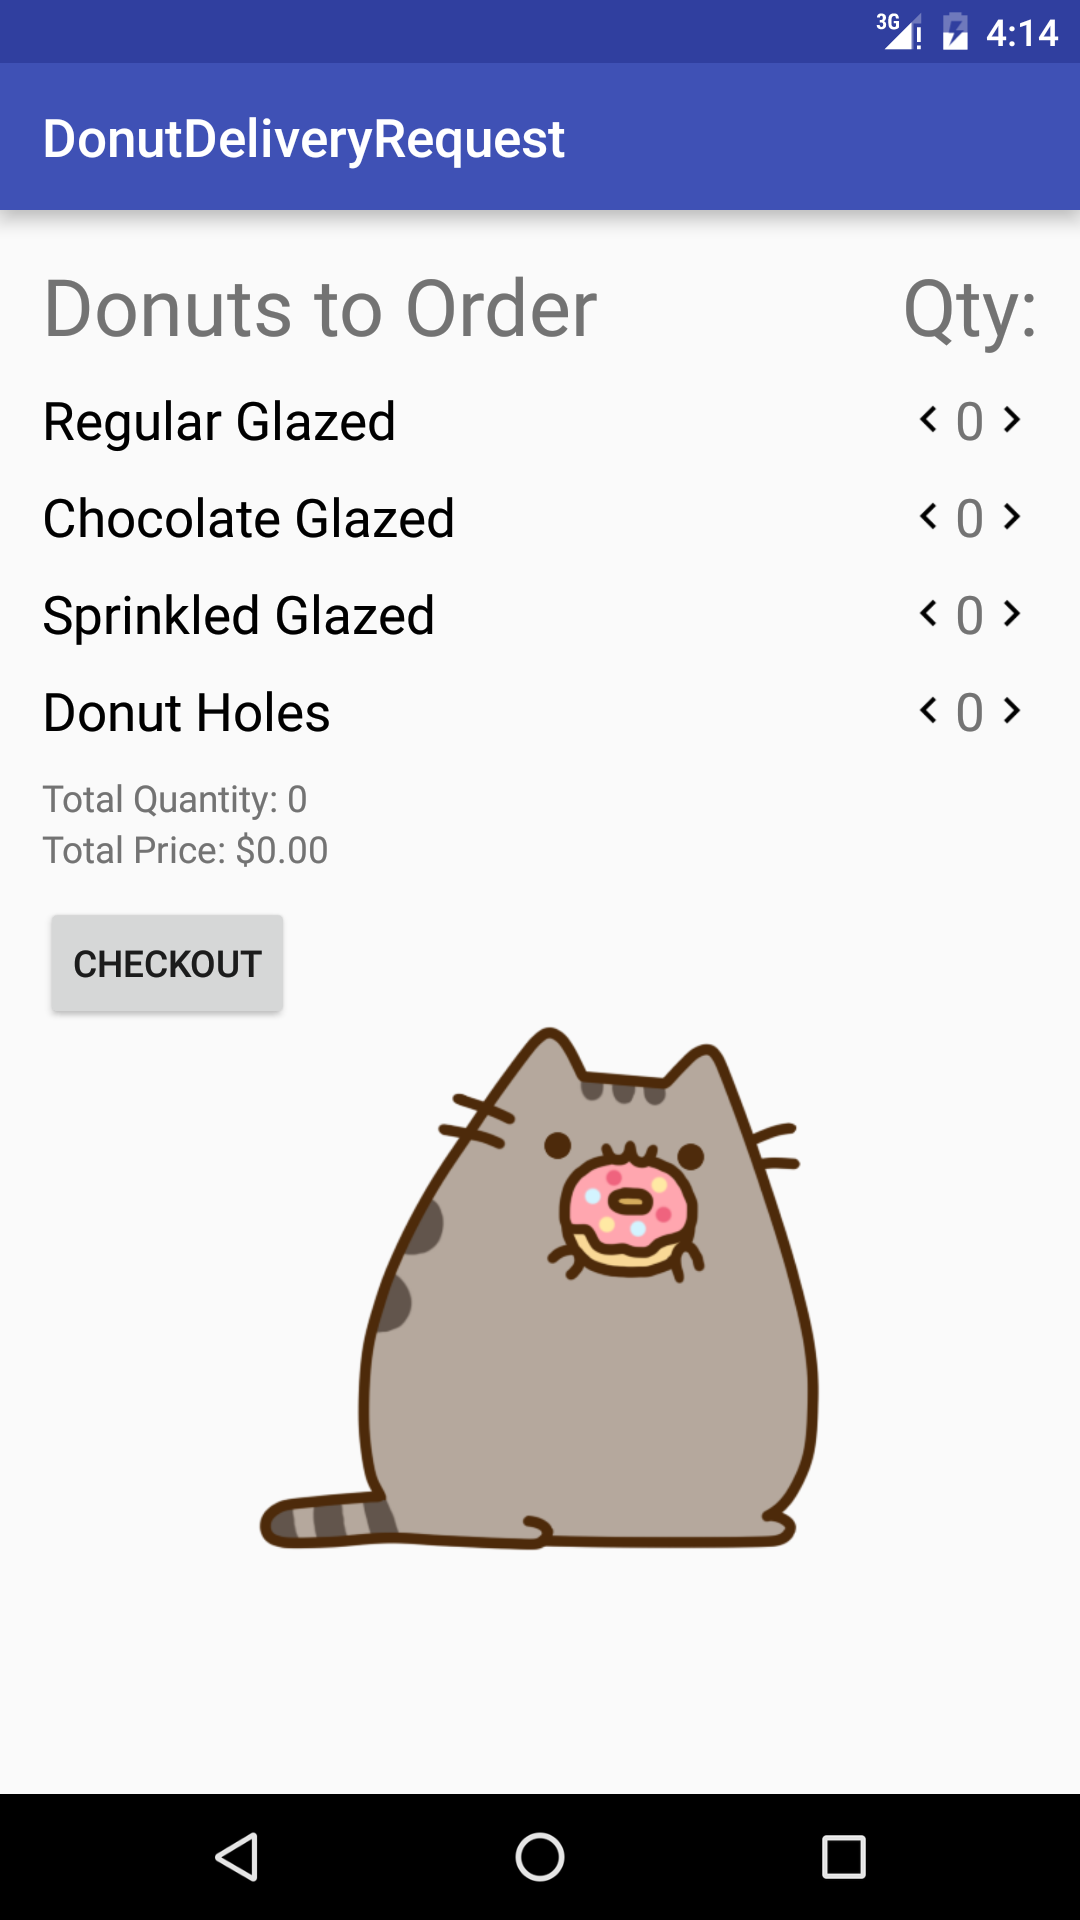 3G ! 4:14
DonutDeliveryRequest
Donuts to Order Qty:
Regular Glazed < 0 >
Chocolate Glazed < 0 >
Sprinkled Glazed < 0 >
Donut Holes < 0 >
Total Quantity: 0
Total Price: $0.00
CHECKOUT